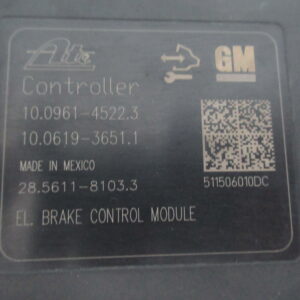 Ate
GM
Controller
10.0961-4522.3
10.0619-3651.1
MADE IN MEXICO
28.5611-8103.3
511506010DC
EL. BRAKE CONTROL MODULE